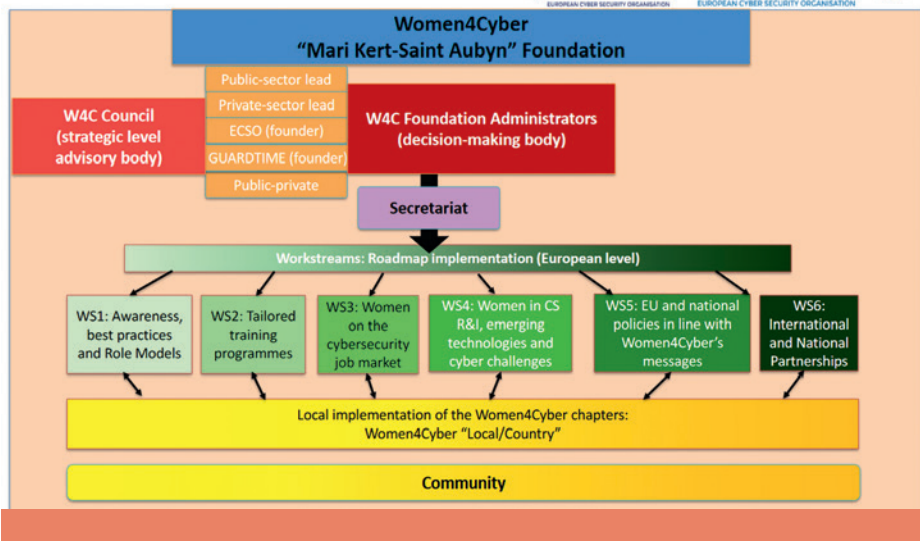 EUROPEAN CYBER SECURITY ORGANISATION
EUROPEAN CYBER SECURITY ORGANISATION
Women4Cyber
“Mari Kert-Saint Aubyn” Foundation
W4C Council
(strategic level
advisory body)
Public-sector lead
Private-sector lead
ECSO (founder)
GUARDTIME (founder)
Public-private
W4C Foundation Administrators
(decision-making body)
Secretariat
Workstreams: Roadmap implementation (European level)
WS1: Awareness,
best practices
and Role Models
WS2: Tailored
training
programmes
WS3: Women
on the
cybersecurity
job market
WS4: Women in CS
R&I, emerging
technologies and
cyber challenges
WS5: EU and national
policies in line with
Women4Cyber’s
messages
WS6:
International
and National
Partnerships
Local implementation of the Women4Cyber chapters:
Women4Cyber “Local/Country”
Community